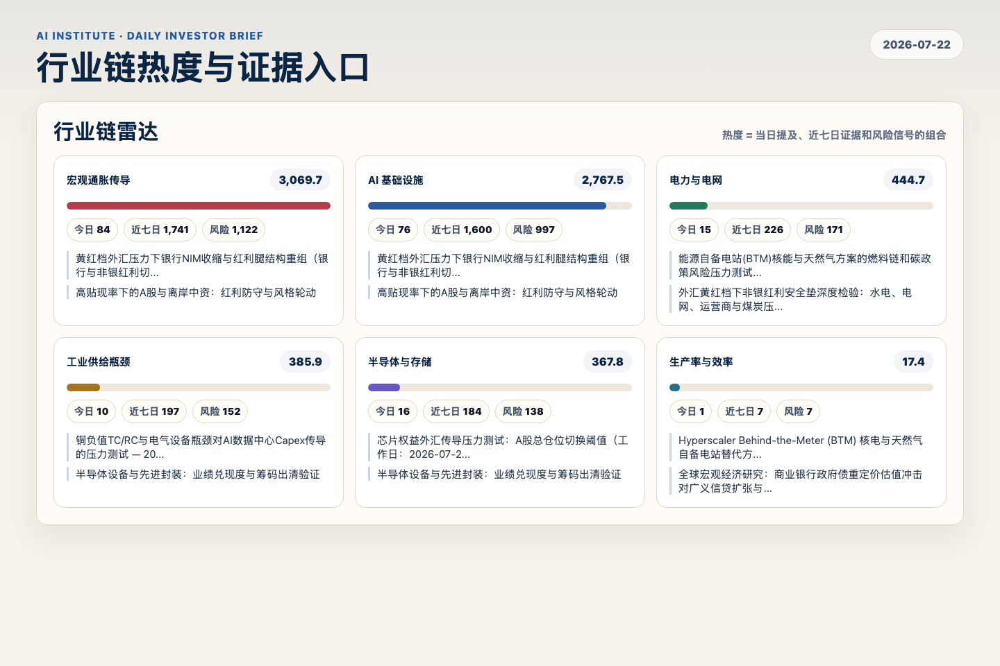 AI INSTITUTE · DAILY INVESTOR BRIEF
2026-07-22
行业链热度与证据入口
行业链雷达
热度 = 当日提及、近七日证据和风险信号的组合
宏观通胀传导
3,069.7
今日 84
近七日 1,741
风险 1,122
黄红档外汇压力下银行NIM收缩与红利腿结构重组（银
行与非银红利切...
高贴现率下的A股与离岸中资：红利防守与风格轮动
AI 基础设施
2,767.5
今日 76
近七日 1,600
风险 997
黄红档外汇压力下银行NIM收缩与红利腿结构重组（银
行与非银红利切...
高贴现率下的A股与离岸中资：红利防守与风格轮动
电力与电网
444.7
今日 15
近七日 226
风险 171
能源自备电站(BTM)核能与天然气方案的燃料链和碳政
策风险压力测试...
外汇黄红档下非银红利安全垫深度检验：水电、电
网、运营商与煤炭压...
工业供给瓶颈
385.9
今日 10
近七日 197
风险 152
铜负值TC/RC与电气设备瓶颈对AI数据中心Capex传导
的压力测试 — 20...
半导体设备与先进封装：业绩兑现度与筹码出清验证
半导体与存储
367.8
今日 16
近七日 184
风险 138
芯片权益外汇传导压力测试：A股总仓位切换阈值（工
作日：2026-07-2...
半导体设备与先进封装：业绩兑现度与筹码出清验证
生产率与效率
17.4
今日 1
近七日 7
风险 7
Hyperscaler Behind-the-Meter (BTM) 核电与天然气
自备电站替代方...
全球宏观经济研究：商业银行政府债重定价估值冲击
对广义信贷扩张与...